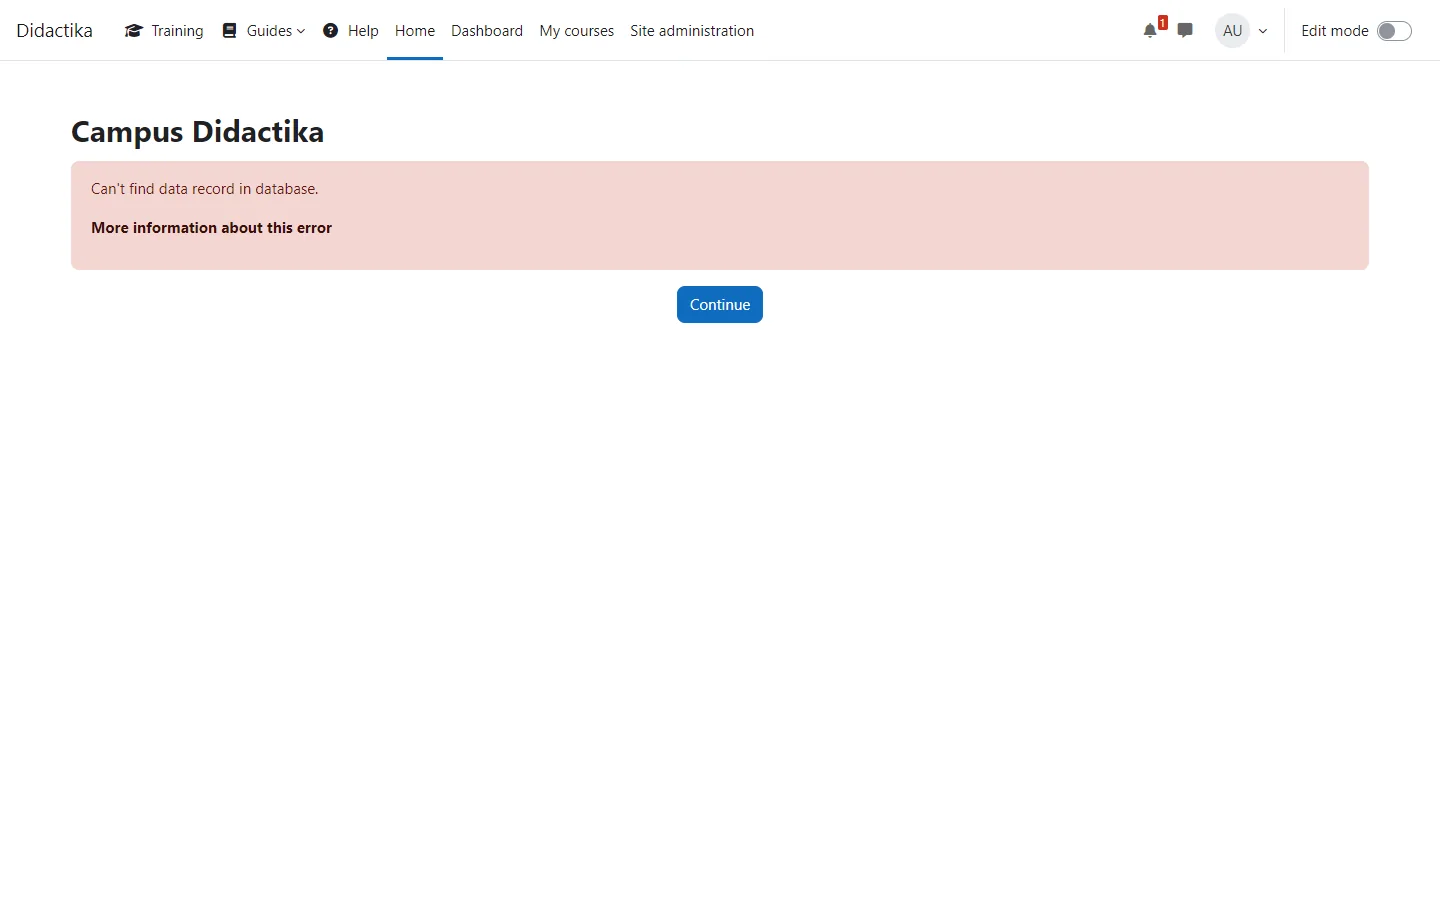 Didactika
Training
Guides
Help
Home
Dashboard
My courses
Site administration
1
AU
Edit mode
Campus Didactika
Can't find data record in database.
More information about this error
Continue